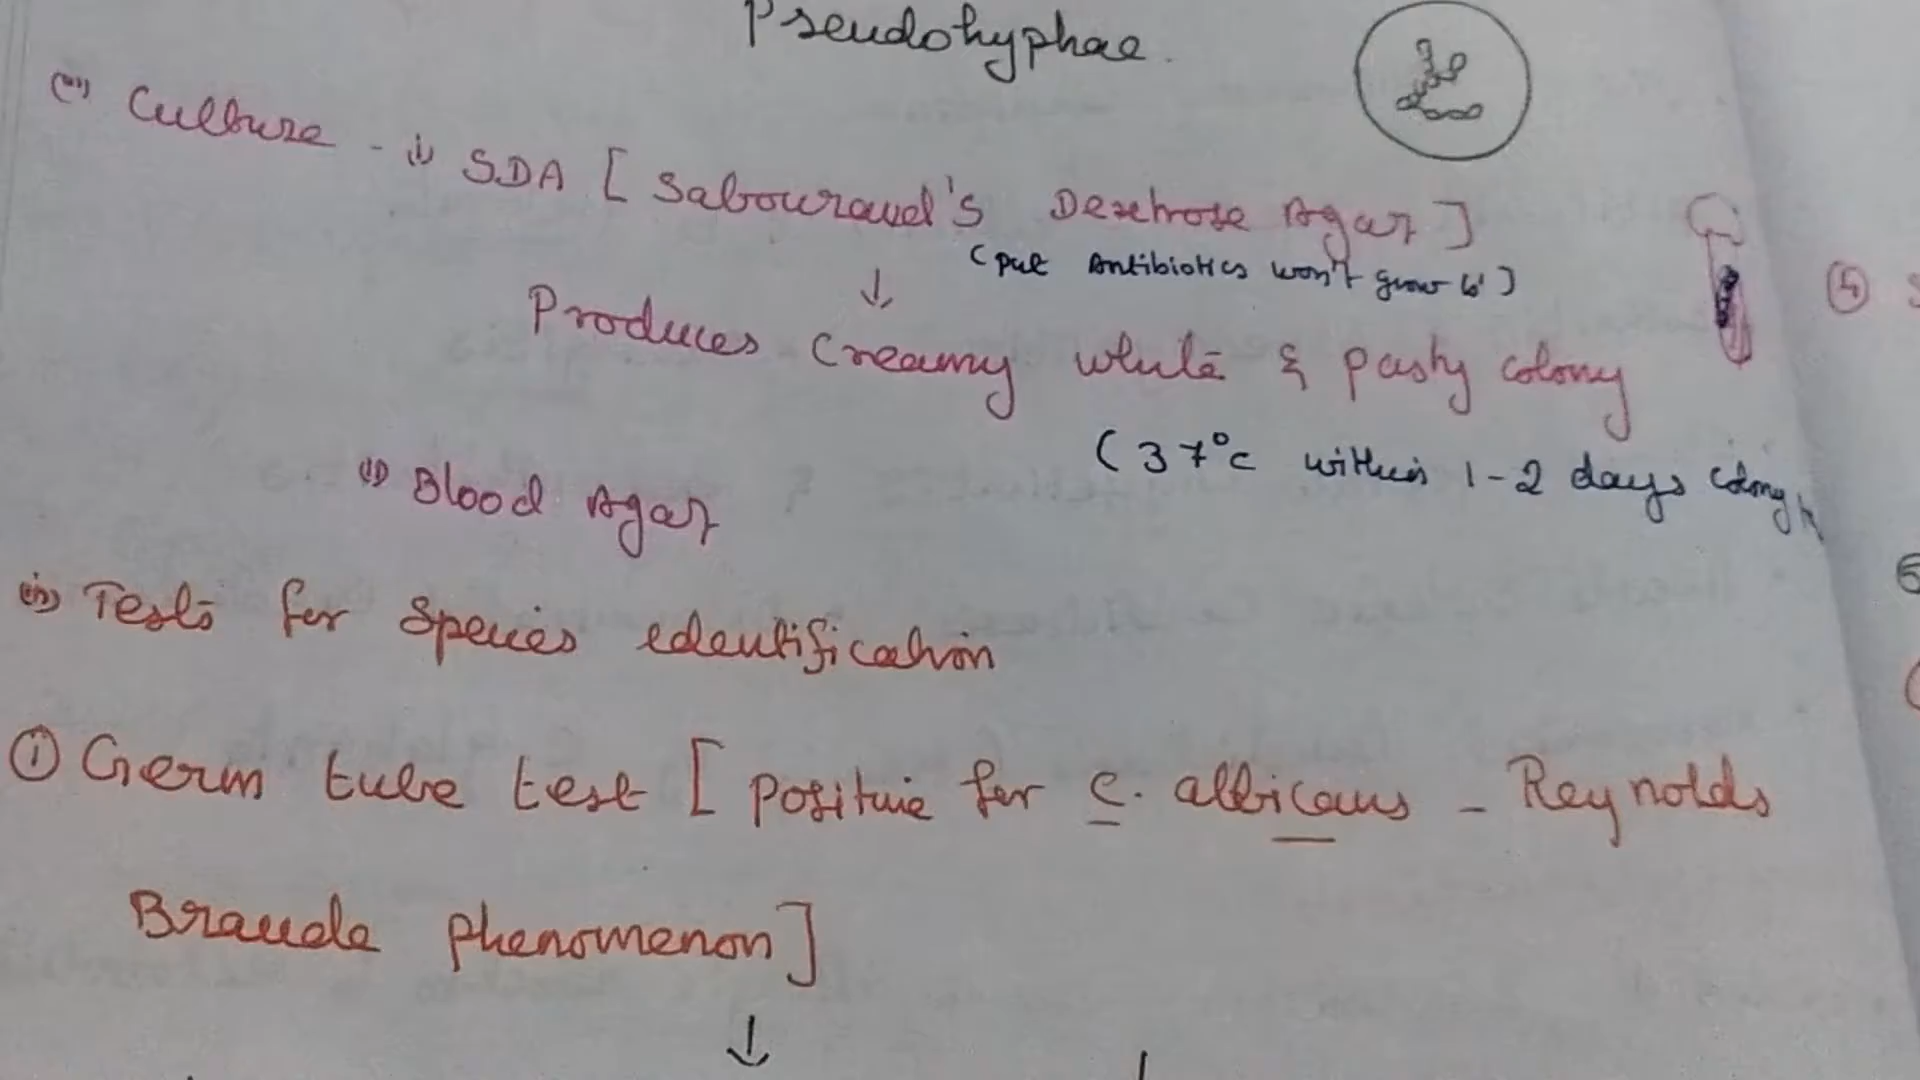 Pseudohyphae.
(iii) Culture - i) SDA [Sabouraud's Dextrose Agar]
(put Antibiotics won't grow
↓
Produces creamy white & pasty colony
(37°c within 1-2 days colony
ii) Blood Agar
iv) Tests for species identification
① Germ tube test [positive for C. albicans - Reynolds
Braude phenomenon]
↓